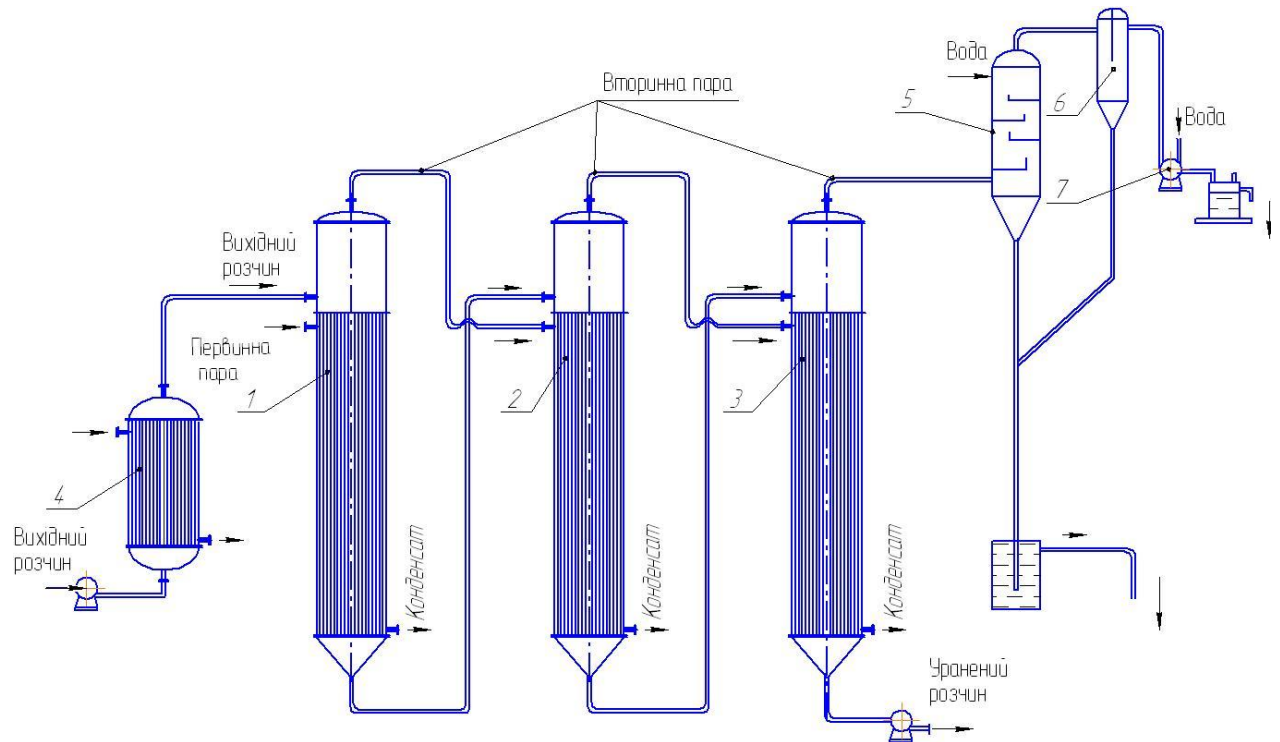 Вода
6
Вторинна пара
5
Вода
7
Вихідний
розчин
Первинна
пара
1
2
3
4
Вихідний
розчин
Конденсат
Конденсат
Конденсат
Уранений
розчин